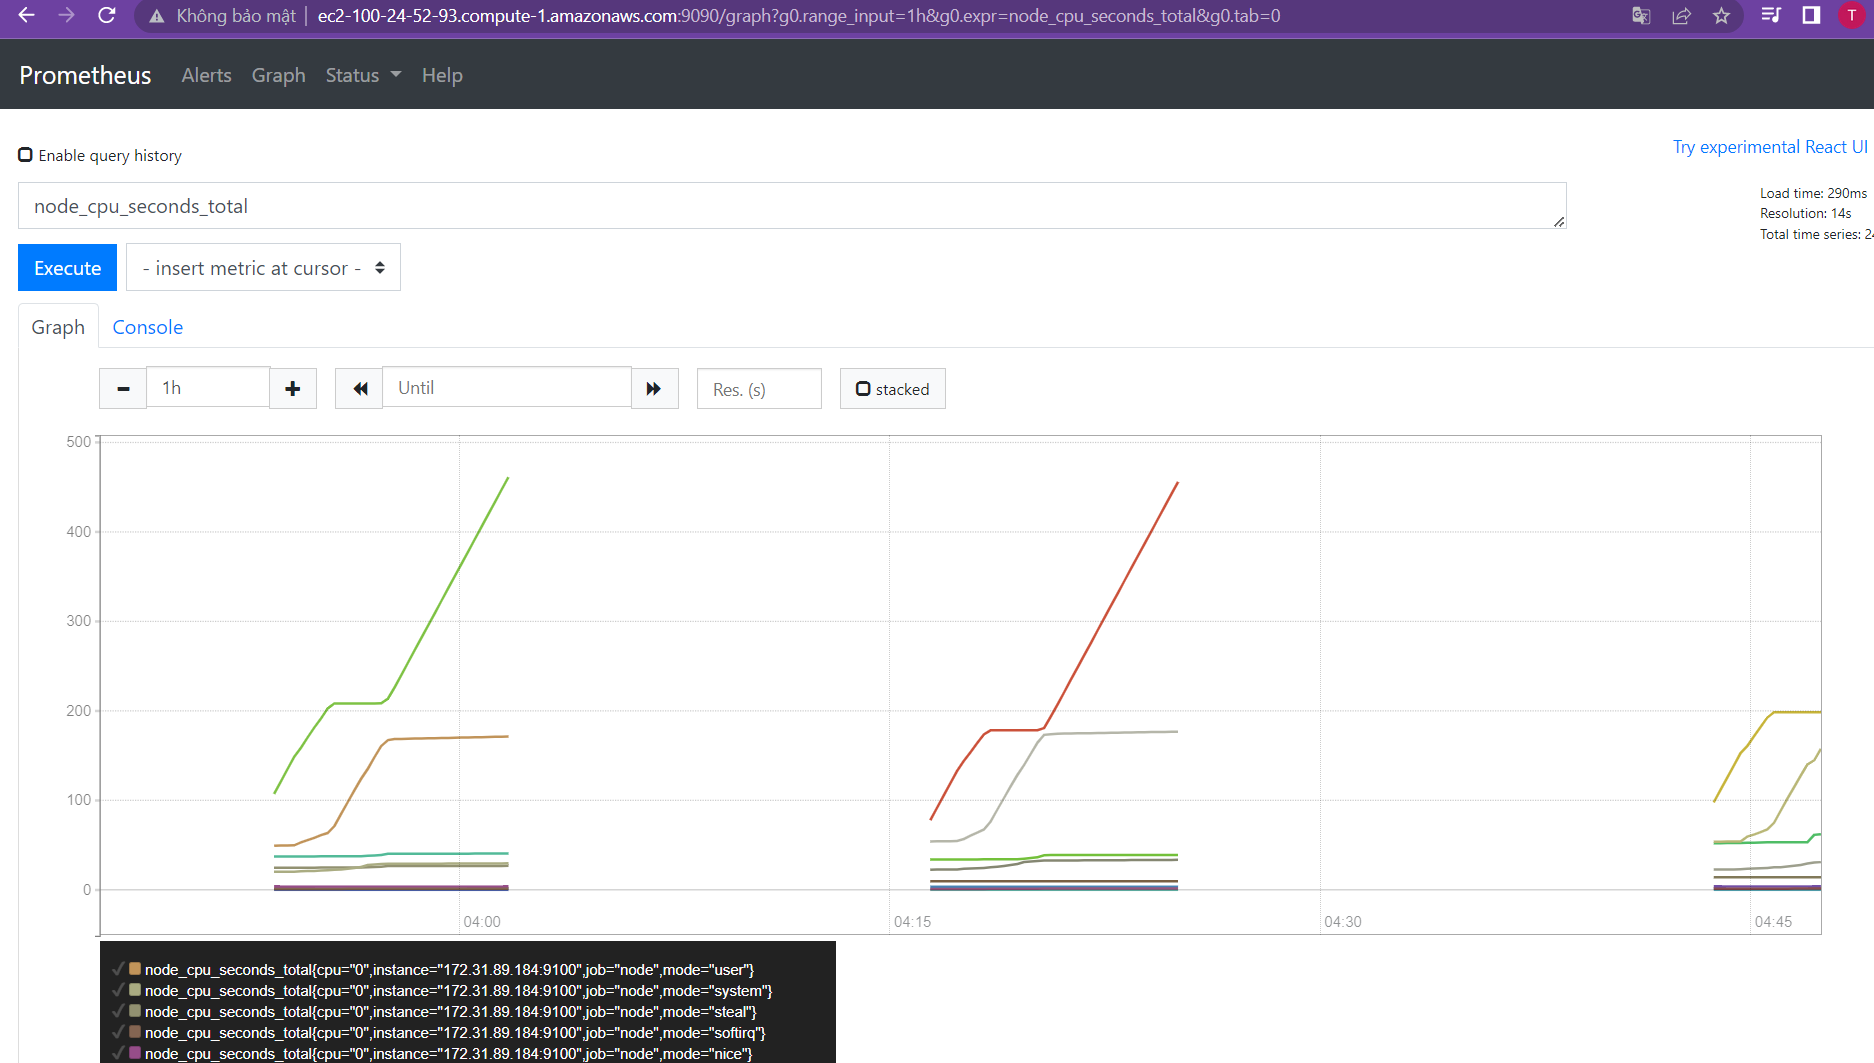 Không bảo mật ec2-100-24-52-93.compute-1.amazonaws.com:9090/graph?g0.range_input=1h&g0.expr=node_cpu_seconds_total&g0.tab=0 T
Prometheus Alerts Graph Status Help
Enable query history
Try experimental React UI
node_cpu_seconds_total
Load time: 290ms
Resolution: 14s
Total time series: 24
Execute - insert metric at cursor -
Graph Console
1h Until Res. (s) stacked
500
400
300
200
100
0
04:00 04:15 04:30 04:45
node_cpu_seconds_total{cpu="0",instance="172.31.89.184:9100",job="node",mode="user"}
node_cpu_seconds_total{cpu="0",instance="172.31.89.184:9100",job="node",mode="system"}
node_cpu_seconds_total{cpu="0",instance="172.31.89.184:9100",job="node",mode="steal"}
node_cpu_seconds_total{cpu="0",instance="172.31.89.184:9100",job="node",mode="softirq"}
node_cpu_seconds_total{cpu="0",instance="172.31.89.184:9100",job="node",mode="nice"}